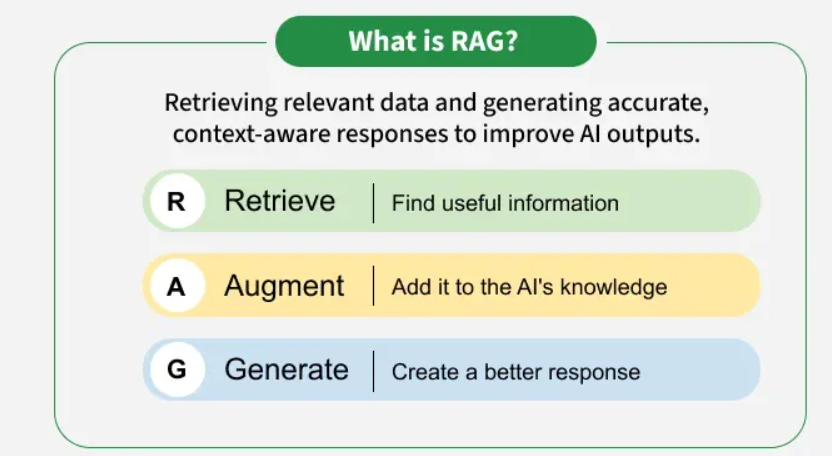 What is RAG?
Retrieving relevant data and generating accurate,
context-aware responses to improve AI outputs.
R Retrieve Find useful information
A Augment Add it to the AI's knowledge
G Generate Create a better response